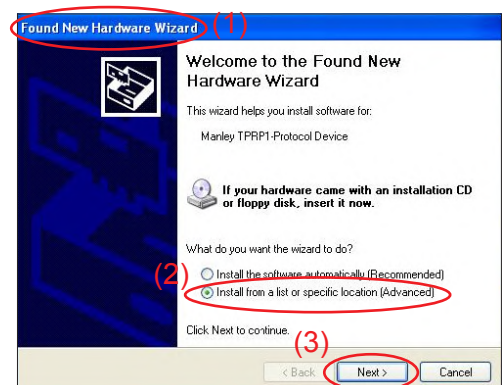 Found New Hardware Wizard (1)
Welcome to the Found New
Hardware Wizard
This wizard helps you install software for:
Manley TPRP1-Protocol Device
If your hardware came with an installation CD
or floppy disk, insert it now.
What do you want the wizard to do?
(2)
Install the software automatically (Recommended)
Install from a list or specific location (Advanced)
Click Next to continue.
(3)
< Back
Next >
Cancel